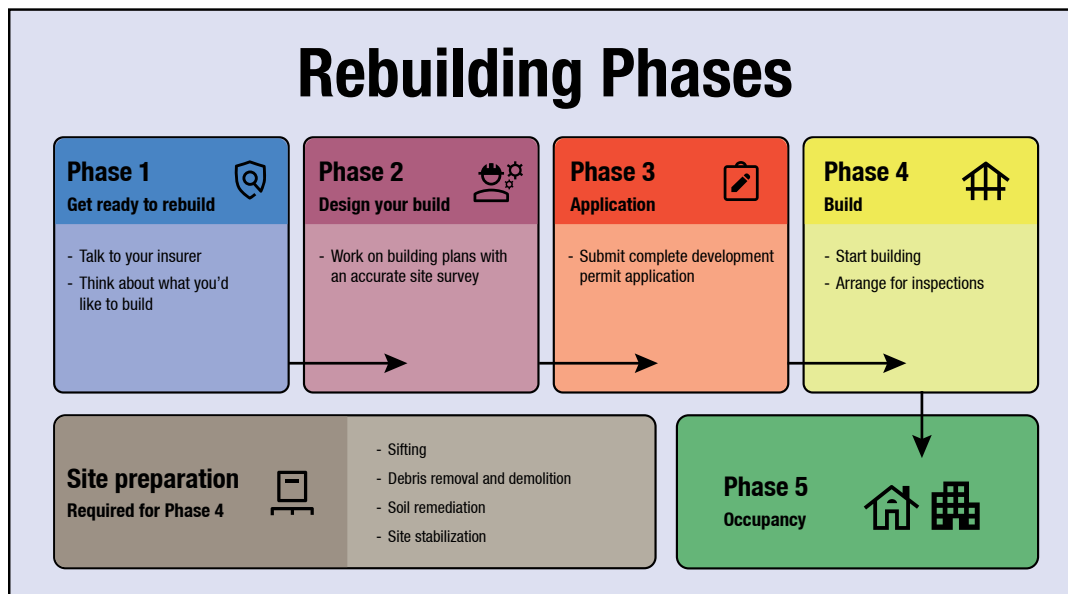 Rebuilding Phases
Phase 1
Get ready to rebuild
- Talk to your insurer
- Think about what you'd
like to build
Phase 2
Design your build
- Work on building plans with
an accurate site survey
Phase 3
Application
- Submit complete development
permit application
Phase 4
Build
- Start building
- Arrange for inspections
Site preparation
Required for Phase 4
- Sifting
- Debris removal and demolition
- Soil remediation
- Site stabilization
Phase 5
Occupancy